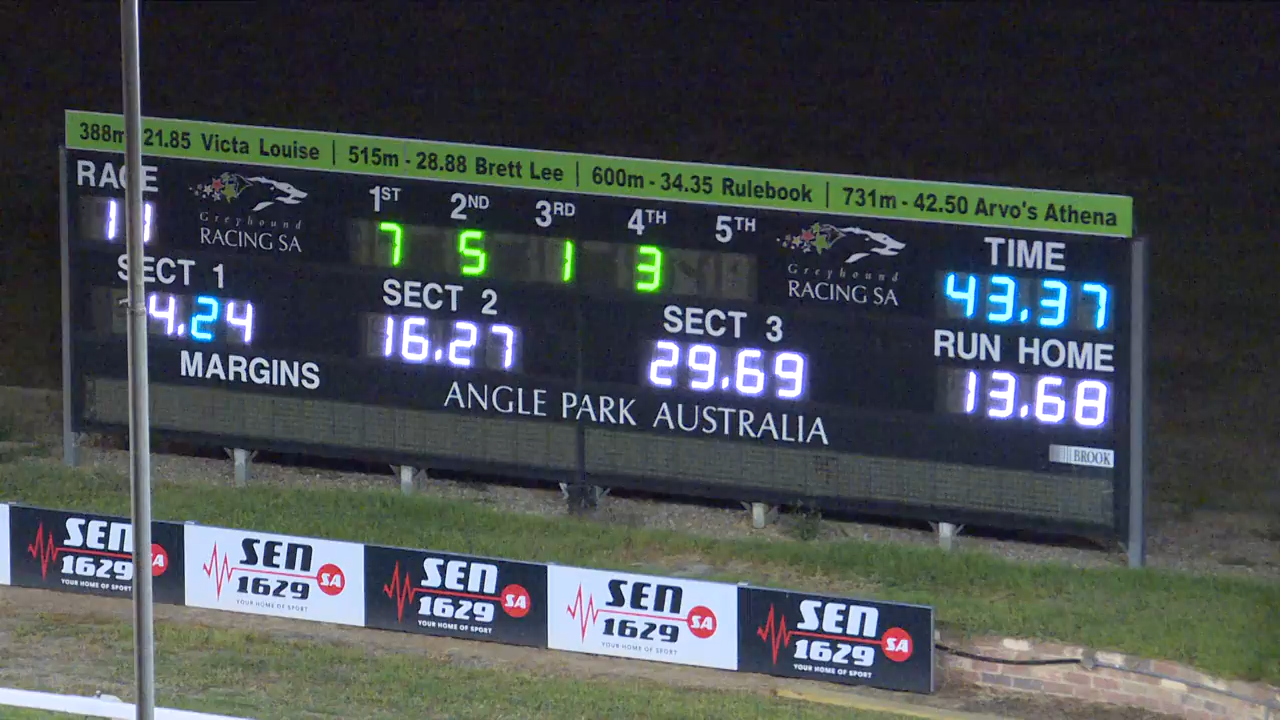 388m - 21.85 Victa Louise | 515m - 28.88 Brett Lee | 600m - 34.35 Rulebook | 731m - 42.50 Arvo's Athena
RACE
11
Greyhound
RACING SA
1ST 2ND 3RD 4TH 5TH
7 5 1 3
Greyhound
RACING SA
TIME
43.37
SECT 1
4.24
SECT 2
16.27
SECT 3
29.69
RUN HOME
13.68
MARGINS
ANGLE PARK AUSTRALIA
BROOK
SEN
1629 SA
YOUR HOME OF SPORT
SEN
1629 SA
YOUR HOME OF SPORT
SEN
1629 SA
YOUR HOME OF SPORT
SEN
1629 SA
YOUR HOME OF SPORT
SEN
1629 SA
YOUR HOME OF SPORT